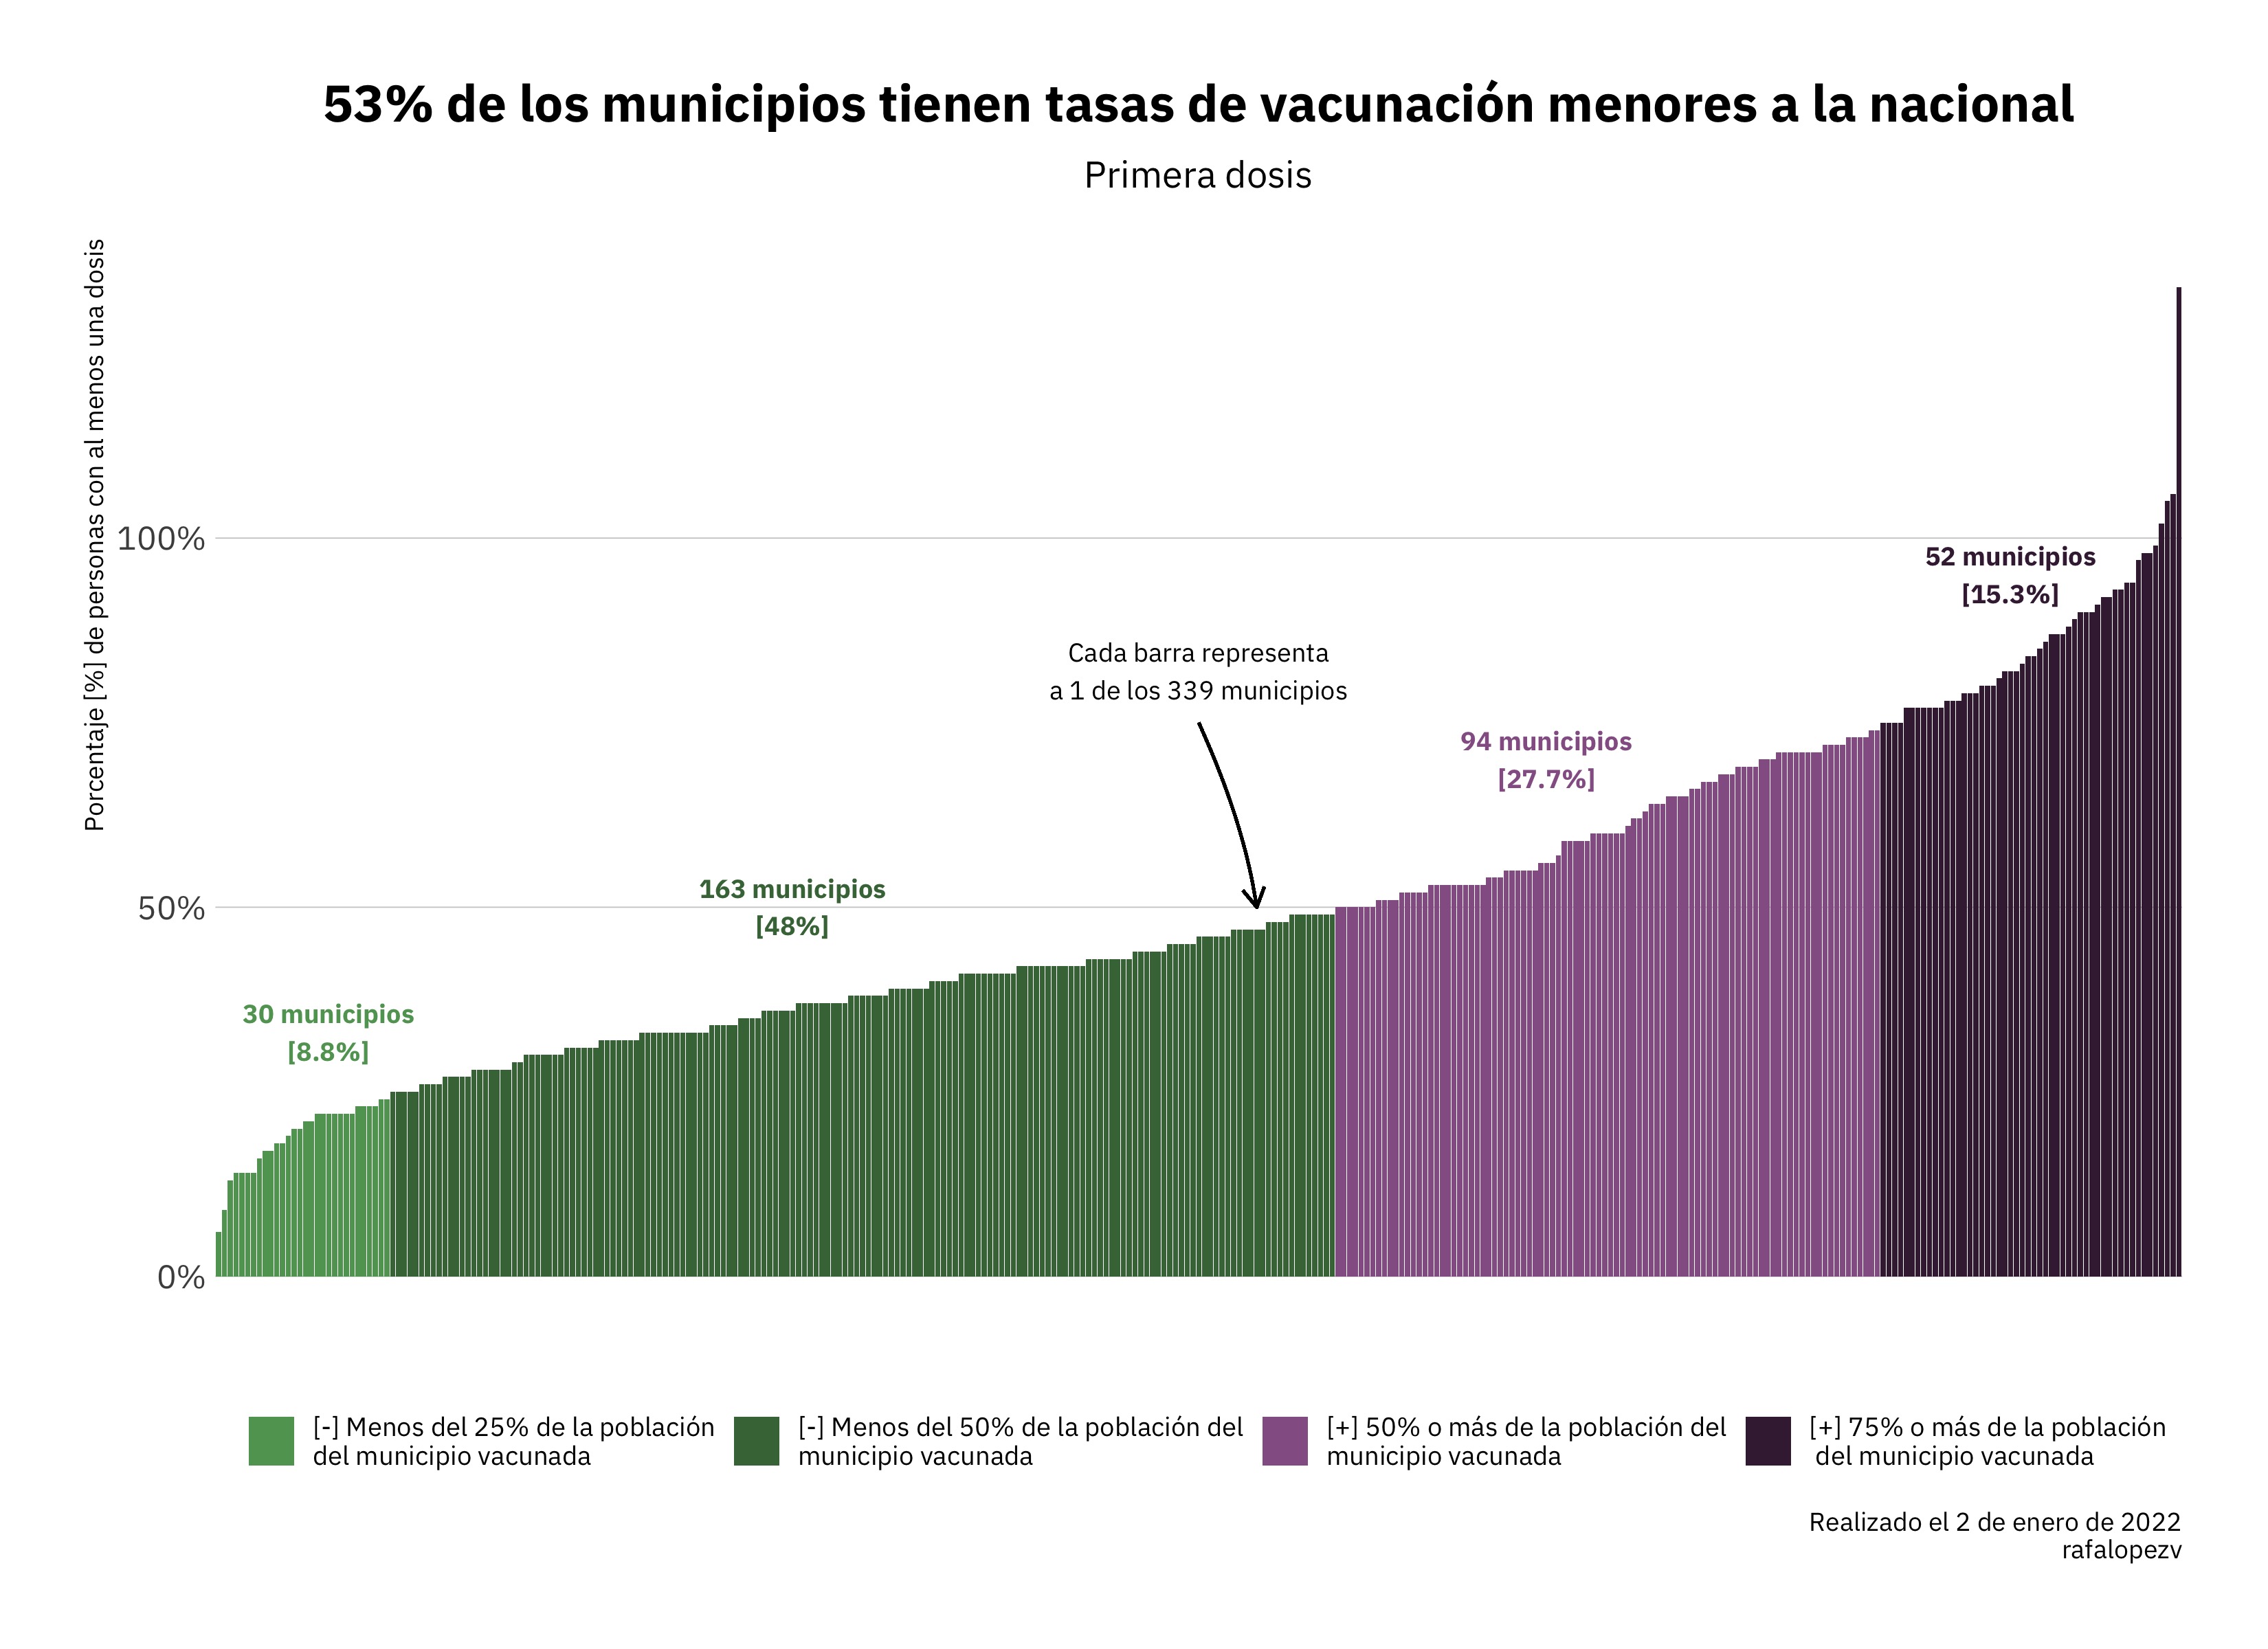 53% de los municipios tienen tasas de vacunación menores a la nacional
Primera dosis
Porcentaje [%] de personas con al menos una dosis
100%
50%
0%
52 municipios
[15.3%]
Cada barra representa
a 1 de los 339 municipios
94 municipios
[27.7%]
163 municipios
[48%]
30 municipios
[8.8%]
[-] Menos del 25% de la población
del municipio vacunada
[-] Menos del 50% de la población del
municipio vacunada
[+] 50% o más de la población del
municipio vacunada
[+] 75% o más de la población
del municipio vacunada
Realizado el 2 de enero de 2022
rafalopezv